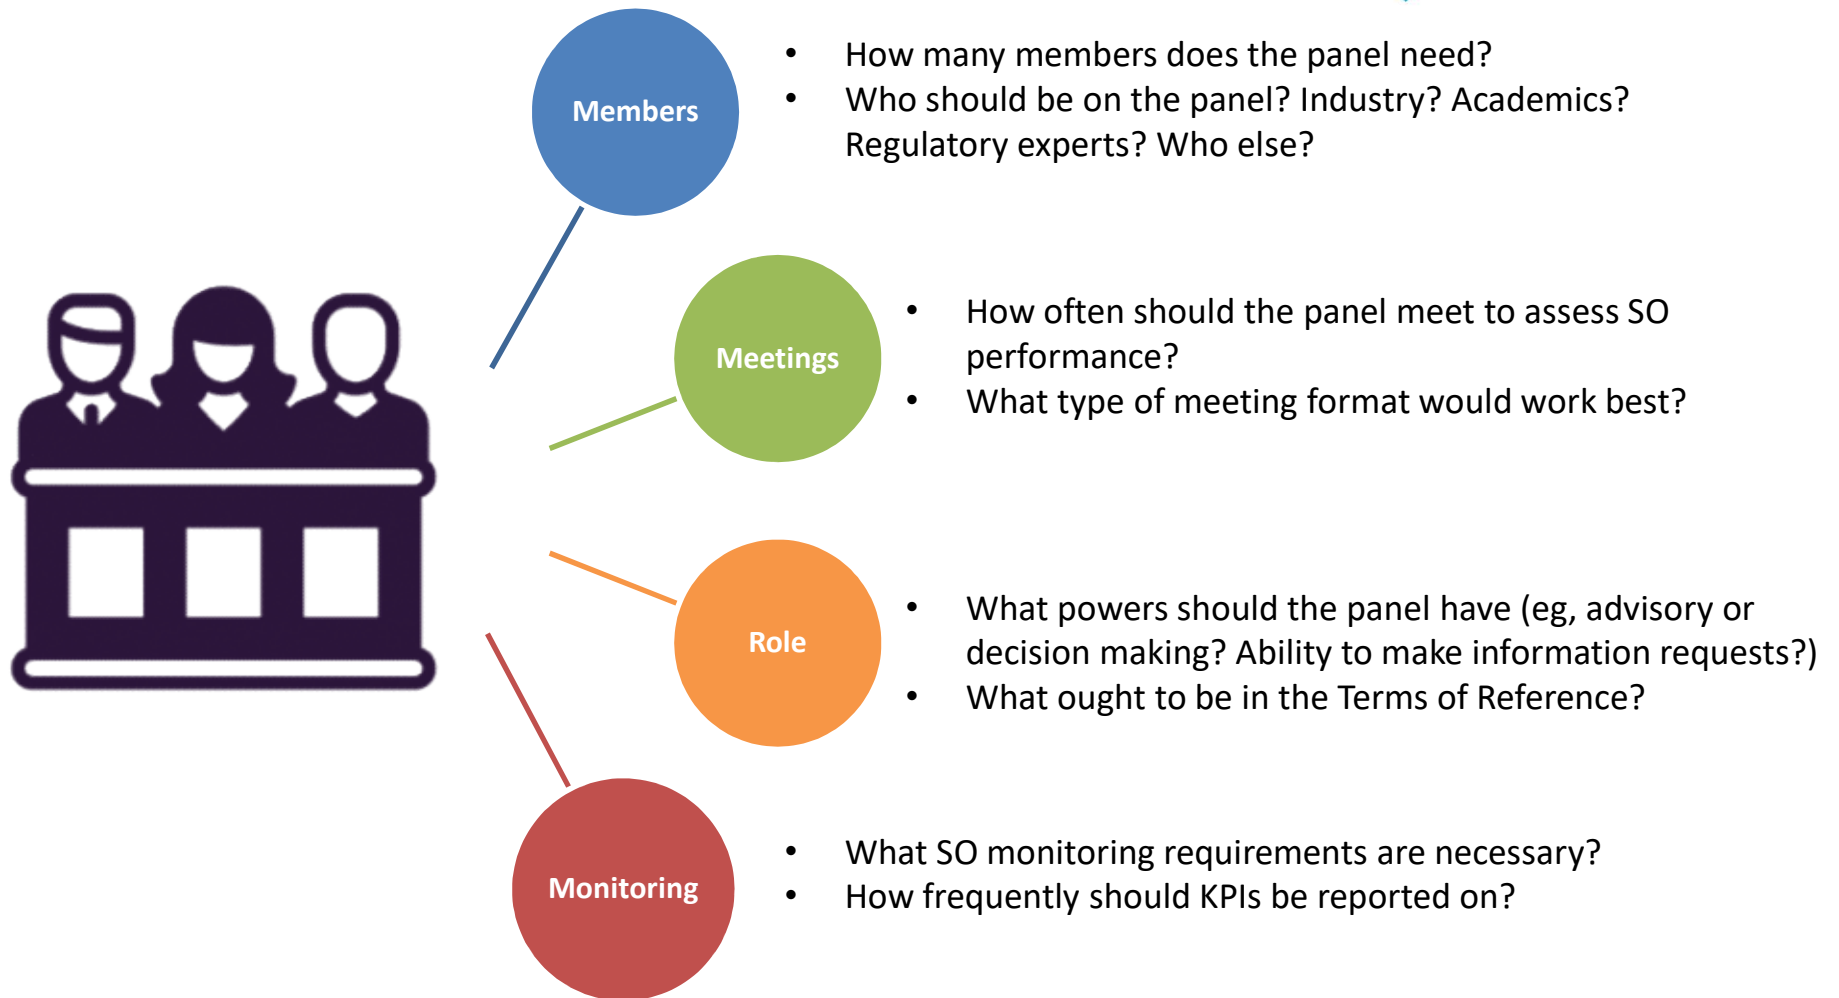 Members
• How many members does the panel need?
• Who should be on the panel? Industry? Academics?
Regulatory experts? Who else?
Meetings
• How often should the panel meet to assess SO
performance?
• What type of meeting format would work best?
Role
• What powers should the panel have (eg, advisory or
decision making? Ability to make information requests?)
• What ought to be in the Terms of Reference?
Monitoring
• What SO monitoring requirements are necessary?
• How frequently should KPIs be reported on?